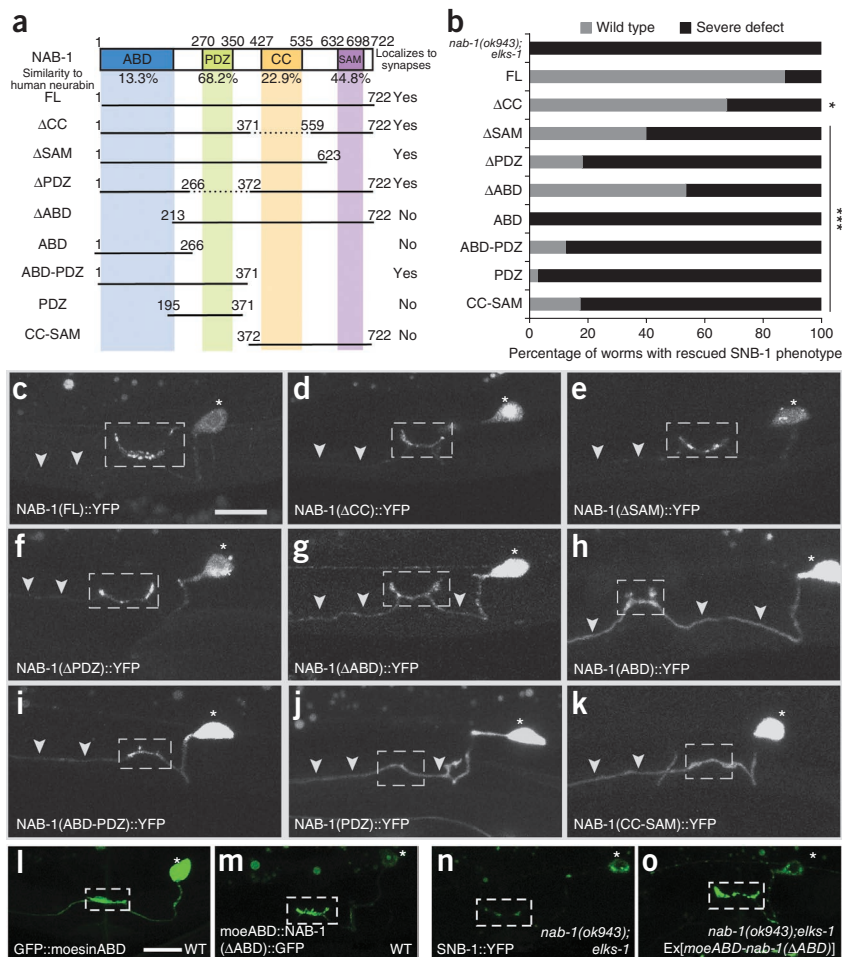 a
1 270 350 427 535 632 698 722
NAB-1 ABD PDZ CC SAM Localizes to synapses
Similarity to human neurabin 13.3% 68.2% 22.9% 44.8%
FL 1 722 Yes
ΔCC 1 371 559 722 Yes
ΔSAM 1 623 Yes
ΔPDZ 1 266 372 722 Yes
ΔABD 213 722 No
ABD 1 266 No
ABD-PDZ 1 371 Yes
PDZ 195 371 No
CC-SAM 372 722 No
b
Wild type Severe defect
nab-1(ok943);
elks-1
FL
ΔCC *
ΔSAM
ΔPDZ
ΔABD
ABD
***
ABD-PDZ
PDZ
CC-SAM
0 20 40 60 80 100
Percentage of worms with rescued SNB-1 phenotype
c *
NAB-1(FL)::YFP
d *
NAB-1(ΔCC)::YFP
e *
NAB-1(ΔSAM)::YFP
f *
NAB-1(ΔPDZ)::YFP
g *
NAB-1(ΔABD)::YFP
h *
NAB-1(ABD)::YFP
i *
NAB-1(ABD-PDZ)::YFP
j *
NAB-1(PDZ)::YFP
k *
NAB-1(CC-SAM)::YFP
l *
GFP::moesinABD WT
m *
moeABD::NAB-1
(ΔABD)::GFP WT
n *
SNB-1::YFP nab-1(ok943);
elks-1
o *
nab-1(ok943);elks-1
Ex[moeABD-nab-1(ΔABD)]